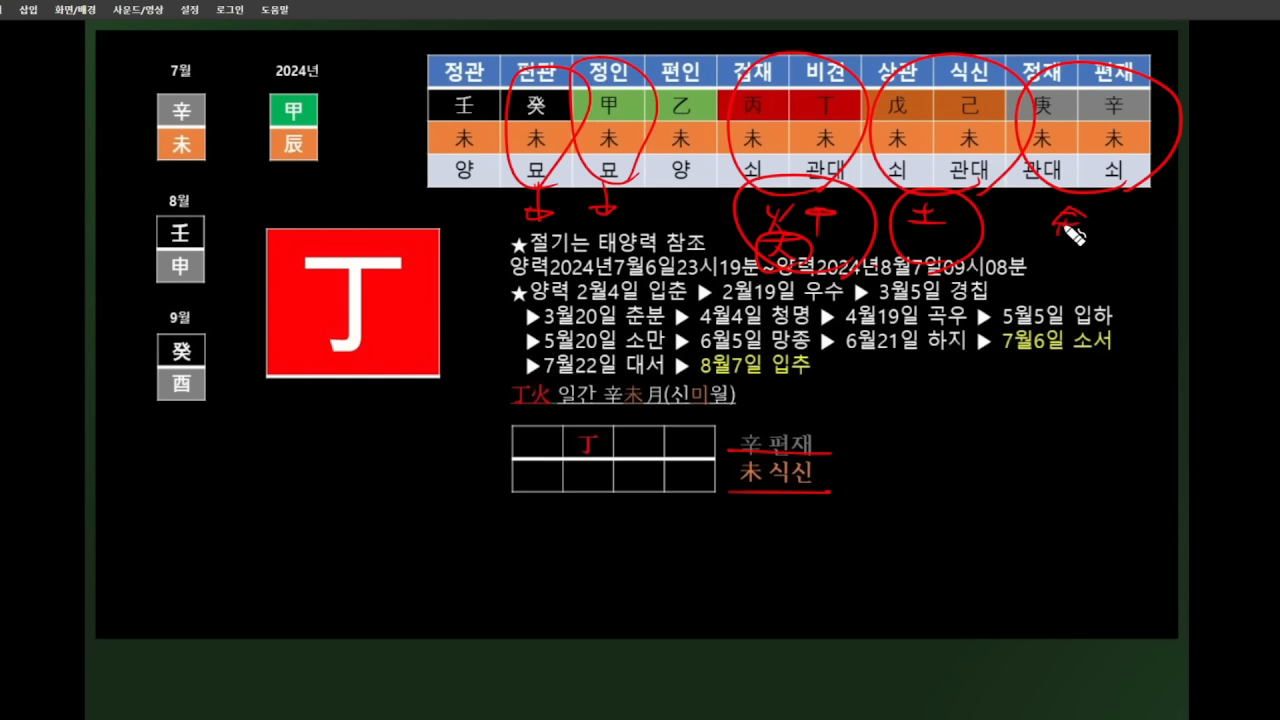 삽입 화면/배경 사운드/영상 설정 로그인 도움말
7월 2024년
辛 甲
未 辰
8월
壬
申
9월
癸
酉
丁
정관 편관 정인 편인 겁재 비견 상관 식신 정재 편재
壬 癸 甲 乙 丙 丁 戊 己 庚 辛
未 未 未 未 未 未 未 未 未 未
양 묘 묘 양 쇠 관대 쇠 관대 관대 쇠
土
★절기는 태양력 참조
양력2024년7월6일23시19분~양력2024년8월7일09시08분
★양력 2월4일 입춘 ▶ 2월19일 우수 ▶ 3월5일 경칩
▶3월20일 춘분 ▶ 4월4일 청명 ▶ 4월19일 곡우 ▶ 5월5일 입하
▶5월20일 소만 ▶ 6월5일 망종 ▶ 6월21일 하지 ▶ 7월6일 소서
▶7월22일 대서 ▶ 8월7일 입추
丁火 일간 辛未月(신미월)
丁
辛 편재
未 식신